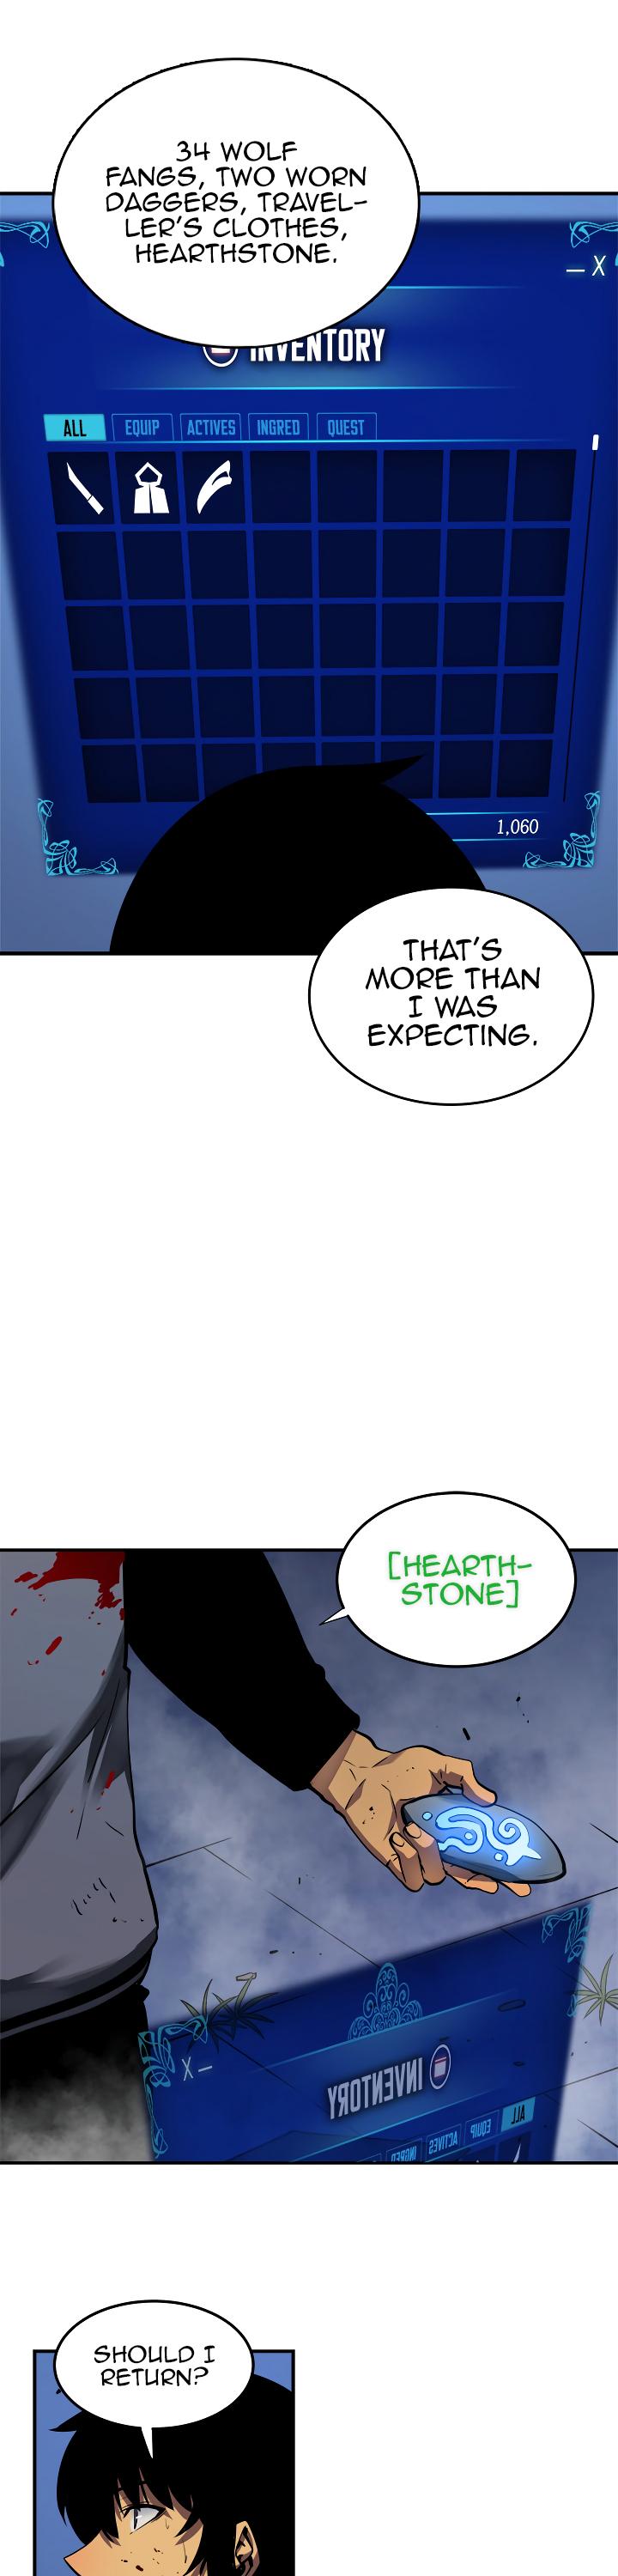 34 WOLF
FANGS, TWO WORN
DAGGERS, TRAVEL-
LER'S CLOTHES,
HEARTHSTONE.
— X
INVENTORY
ALL EQUIP ACTIVES INGRED QUEST
1,060
THAT'S
MORE THAN
I WAS
EXPECTING.
[HEARTH-
STONE]
X —
INVENTORY
ALL EQUIP ACTIVES INGRED
SHOULD I
RETURN?